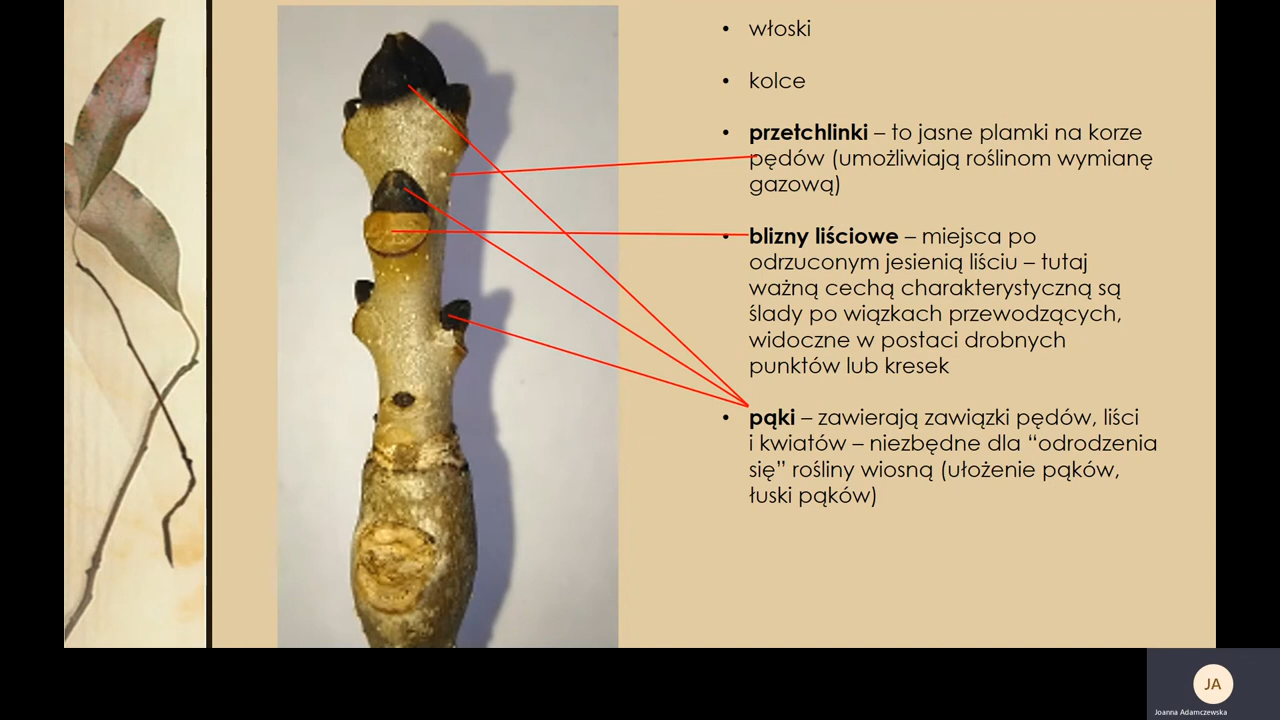 • włoski
• kolce
• przetchlinki – to jasne plamki na korze
pędów (umożliwiają roślinom wymianę
gazową)
• blizny liściowe – miejsca po
odrzuconym jesienią liściu – tutaj
ważną cechą charakterystyczną są
ślady po wiązkach przewodzących,
widoczne w postaci drobnych
punktów lub kresek
• pąki – zawierają zawiązki pędów, liści
i kwiatów – niezbędne dla “odrodzenia
się” rośliny wiosną (ułożenie pąków,
łuski pąków)
JA
Joanna Adamczewska